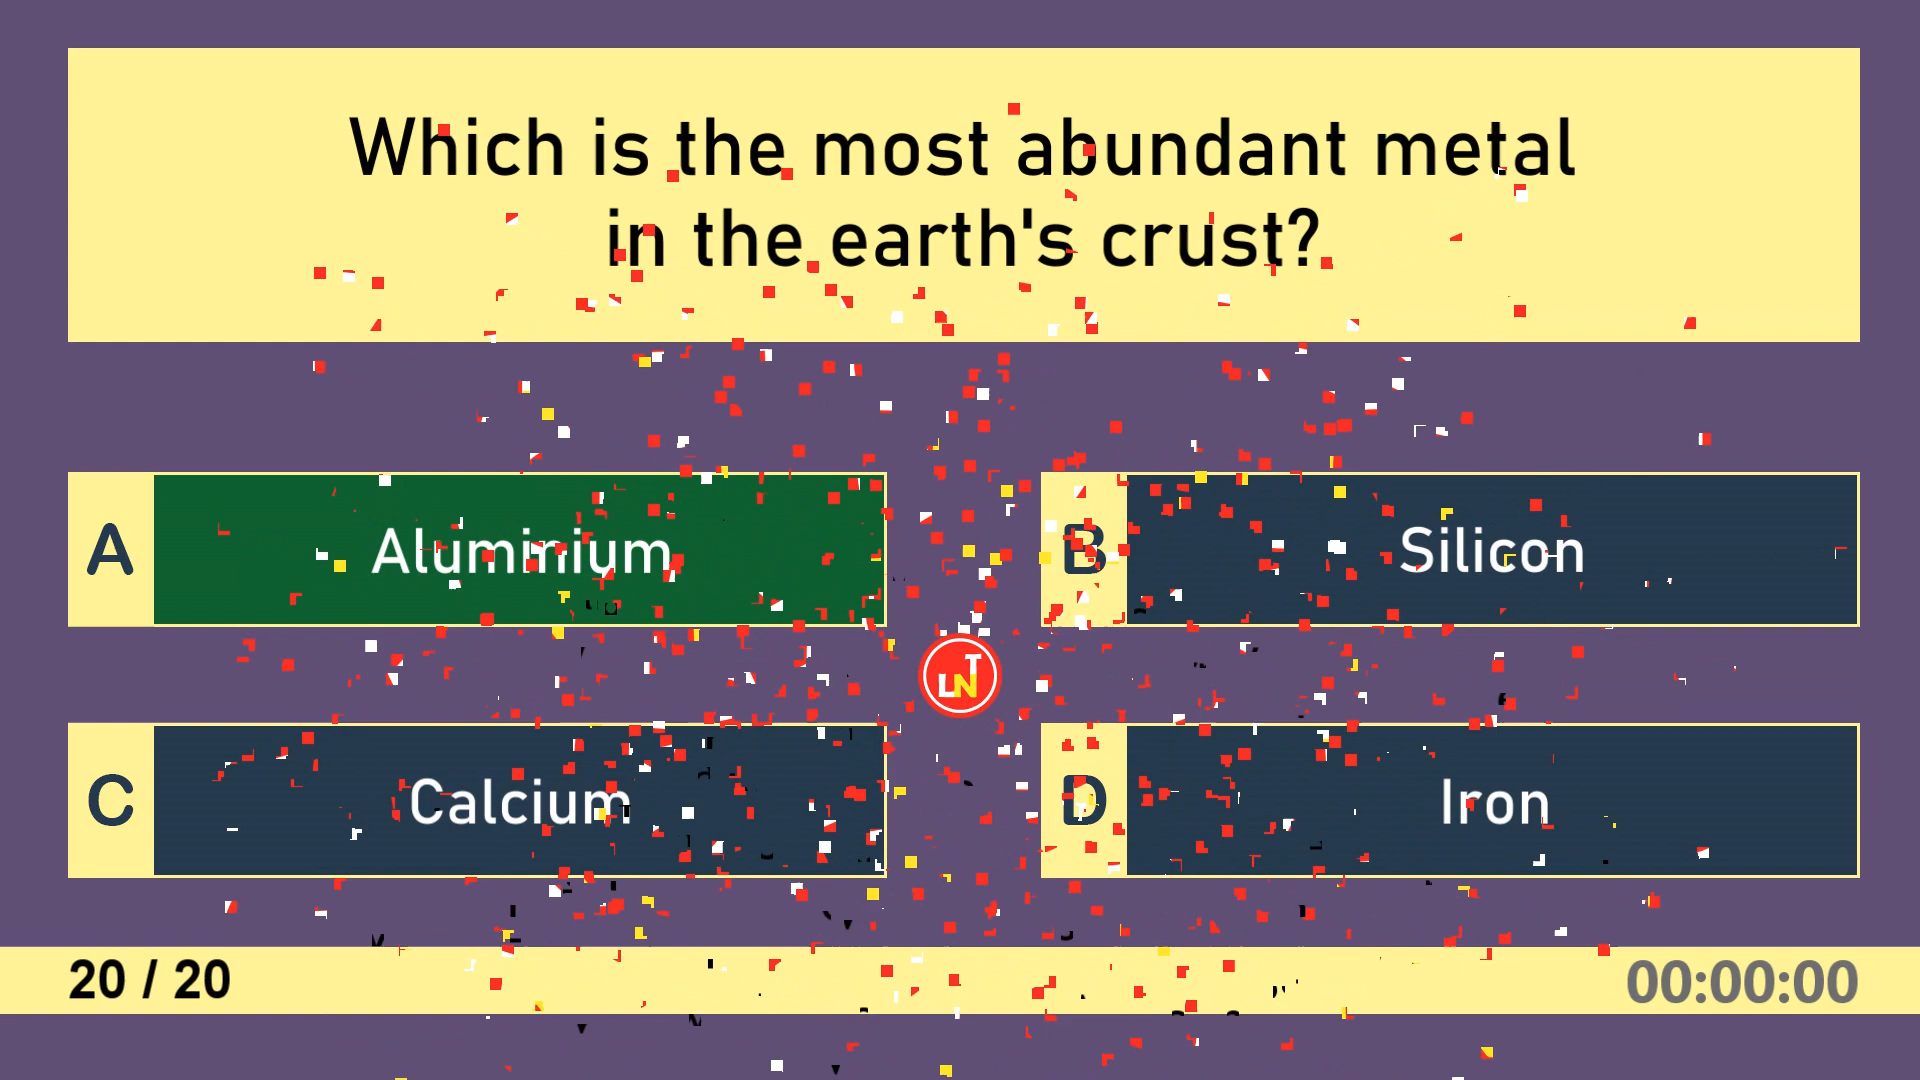 Which is the most abundant metal
in the earth's crust?
A Aluminium
B Silicon
LNT
C Calcium
D Iron
20 / 20
00:00:00